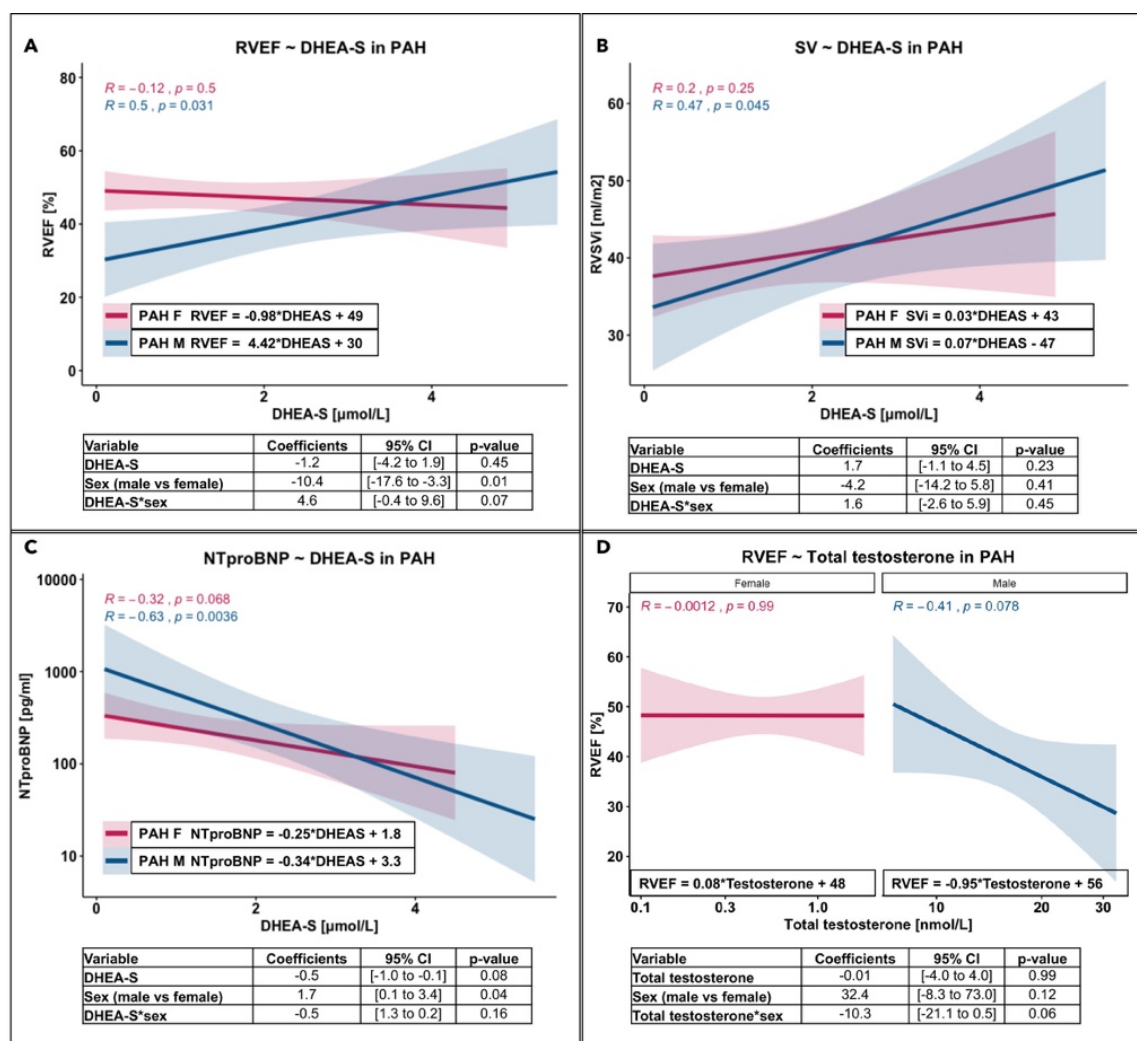 A
RVEF ~ DHEA-S in PAH
80
60
40
20
0
RVEF [%]
R = −0.12 , p = 0.5
R = 0.5 , p = 0.031
PAH F RVEF = -0.98*DHEAS + 49
PAH M RVEF = 4.42*DHEAS + 30
0 2 4
DHEA-S [µmol/L]
Variable Coefficients 95% CI p-value
DHEA-S -1.2 [-4.2 to 1.9] 0.45
Sex (male vs female) -10.4 [-17.6 to -3.3] 0.01
DHEA-S*sex 4.6 [-0.4 to 9.6] 0.07
B
SV ~ DHEA-S in PAH
60
50
40
30
RVSVi [ml/m2]
R = 0.2 , p = 0.25
R = 0.47 , p = 0.045
PAH F SVi = 0.03*DHEAS + 43
PAH M SVi = 0.07*DHEAS - 47
0 2 4
DHEA-S [µmol/L]
Variable Coefficients 95% CI p-value
DHEA-S 1.7 [-1.1 to 4.5] 0.23
Sex (male vs female) -4.2 [-14.2 to 5.8] 0.41
DHEA-S*sex 1.6 [-2.6 to 5.9] 0.45
C
NTproBNP ~ DHEA-S in PAH
10000
1000
100
10
NTproBNP [pg/ml]
R = −0.32 , p = 0.068
R = −0.63 , p = 0.0036
PAH F NTproBNP = -0.25*DHEAS + 1.8
PAH M NTproBNP = -0.34*DHEAS + 3.3
0 2 4
DHEA-S [µmol/L]
Variable Coefficients 95% CI p-value
DHEA-S -0.5 [-1.0 to -0.1] 0.08
Sex (male vs female) 1.7 [0.1 to 3.4] 0.04
DHEA-S*sex -0.5 [1.3 to 0.2] 0.16
D
RVEF ~ Total testosterone in PAH
Female Male
70
60
50
40
30
20
RVEF [%]
R = −0.0012 , p = 0.99
R = −0.41 , p = 0.078
RVEF = 0.08*Testosterone + 48
RVEF = -0.95*Testosterone + 56
0.1 0.3 1.0 10 20 30
Total testosterone [nmol/L]
Variable Coefficients 95% CI p-value
Total testosterone -0.01 [-4.0 to 4.0] 0.99
Sex (male vs female) 32.4 [-8.3 to 73.0] 0.12
Total testosterone*sex -10.3 [-21.1 to 0.5] 0.06